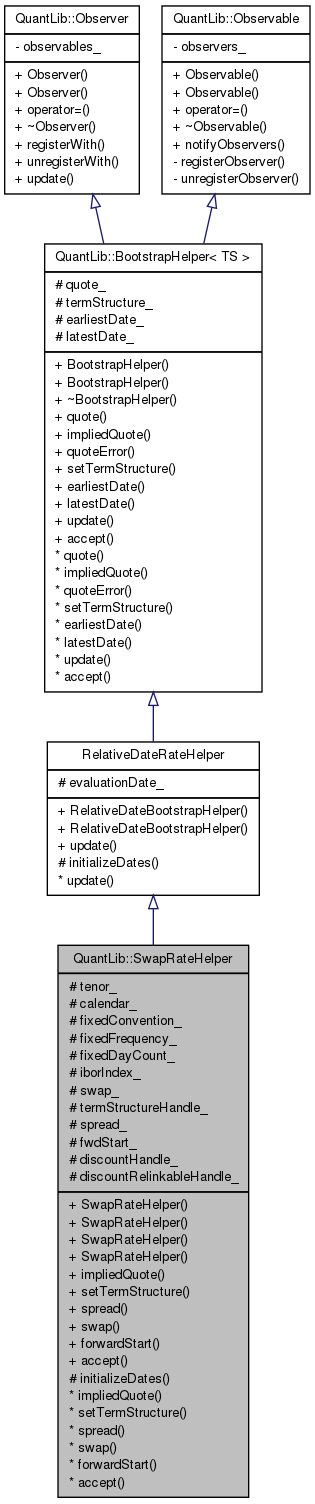 QuantLib::Observer
- observables_
+ Observer()
+ Observer()
+ operator=()
+ ~Observer()
+ registerWith()
+ unregisterWith()
+ update()
QuantLib::Observable
- observers_
+ Observable()
+ Observable()
+ operator=()
+ ~Observable()
+ notifyObservers()
- registerObserver()
- unregisterObserver()
QuantLib::BootstrapHelper< TS >
# quote_
# termStructure_
# earliestDate_
# latestDate_
+ BootstrapHelper()
+ BootstrapHelper()
+ ~BootstrapHelper()
+ quote()
+ impliedQuote()
+ quoteError()
+ setTermStructure()
+ earliestDate()
+ latestDate()
+ update()
+ accept()
* quote()
* impliedQuote()
* quoteError()
* setTermStructure()
* earliestDate()
* latestDate()
* update()
* accept()
RelativeDateRateHelper
# evaluationDate_
+ RelativeDateBootstrapHelper()
+ RelativeDateBootstrapHelper()
+ update()
# initializeDates()
* update()
QuantLib::SwapRateHelper
# tenor_
# calendar_
# fixedConvention_
# fixedFrequency_
# fixedDayCount_
# iborIndex_
# swap_
# termStructureHandle_
# spread_
# fwdStart_
# discountHandle_
# discountRelinkableHandle_
+ SwapRateHelper()
+ SwapRateHelper()
+ SwapRateHelper()
+ SwapRateHelper()
+ impliedQuote()
+ setTermStructure()
+ spread()
+ swap()
+ forwardStart()
+ accept()
# initializeDates()
* impliedQuote()
* setTermStructure()
* spread()
* swap()
* forwardStart()
* accept()